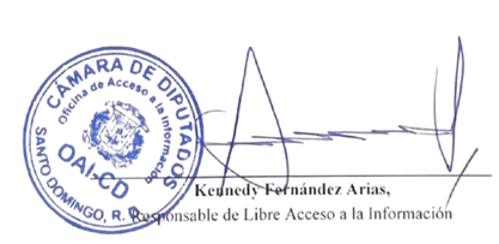 CÁMARA DE DIPUTADOS
Oficina de Acceso a la Información
OAI-CD
SANTO DOMINGO, R. D.
Kennedy Fernández Arias,
Responsable de Libre Acceso a la Información